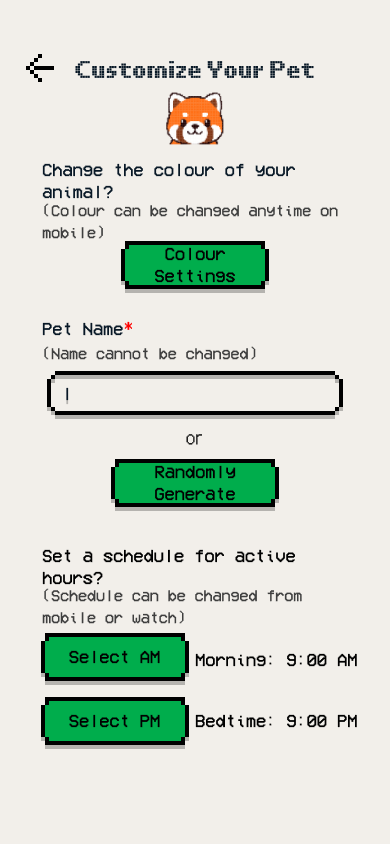 Customize Your Pet
Change the colour of your
animal?
(Colour can be changed anytime on
mobile)
Colour
Settings
Pet Name*
(Name cannot be changed)
or
Randomly
Generate
Set a schedule for active
hours?
(Schedule can be changed from
mobile or watch)
Select AM
Morning: 9:00 AM
Select PM
Bedtime: 9:00 PM